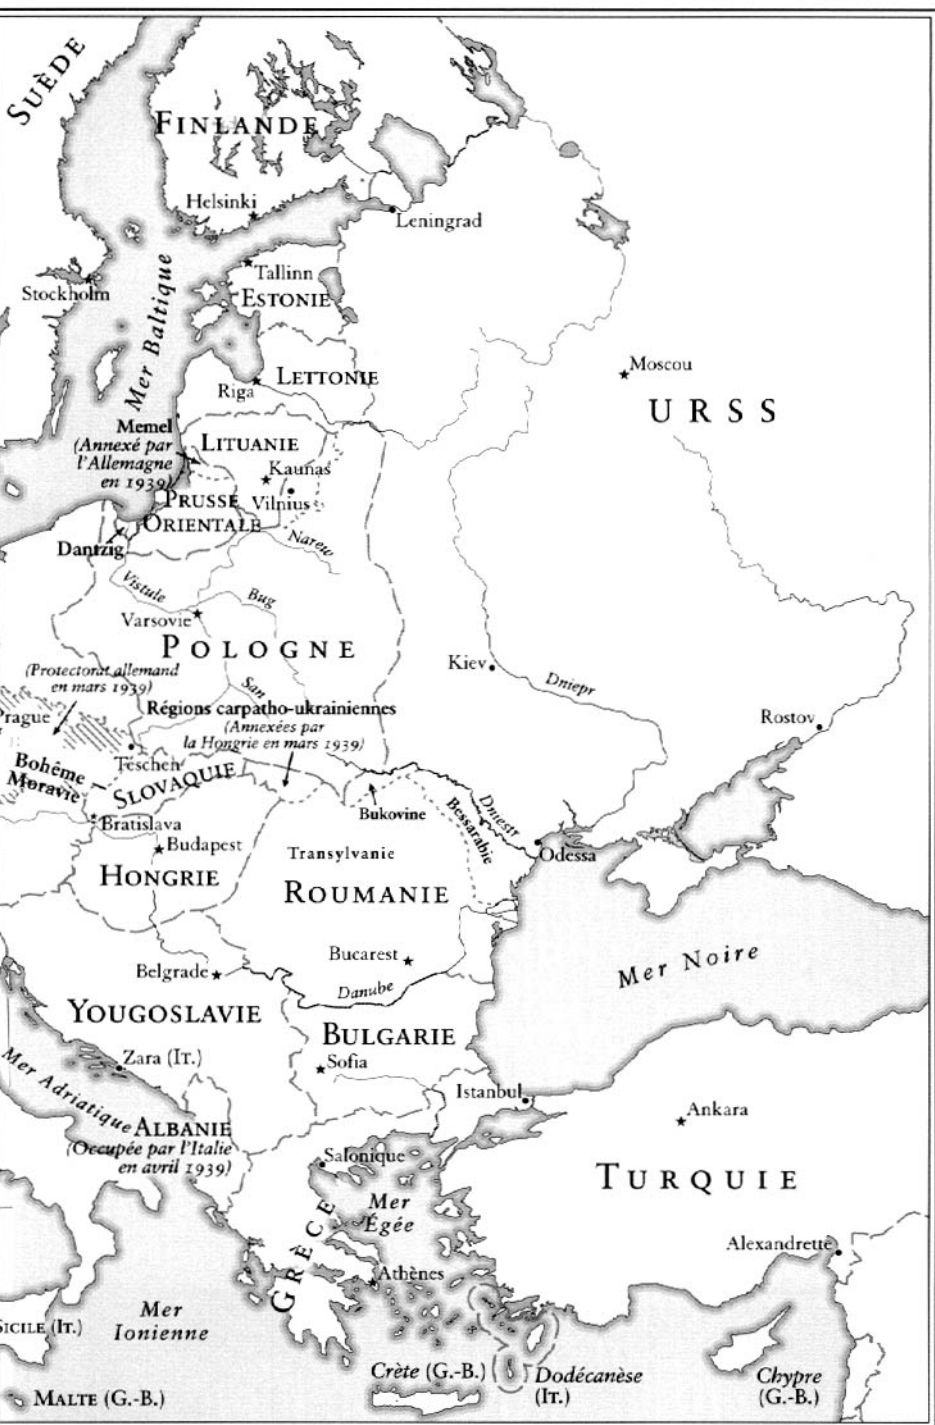 SUÈDE
FINLANDE
Helsinki
Leningrad
Tallinn
ESTONIE
Stockholm
Mer Baltique
Moscou
LETTONIE
Riga
URSS
Memel
(Annexé par
l'Allemagne
en 1939)
LITUANIE
Kaunas
PRUSSE
ORIENTALE
Vilnius
Dantzig
Narew
Vistule
Bug
Varsovie
POLOGNE
Kiev
Dniepr
(Protectorat allemand
en mars 1939)
San
Régions carpatho-ukrainiennes
(Annexées par
la Hongrie en mars 1939)
Prague
Rostov
Teschen
Bohême
Moravie
SLOVAQUIE
Bukovine
Bessarabie
Dniestr
Bratislava
Budapest
Odessa
Transylvanie
HONGRIE
ROUMANIE
Bucarest
Mer Noire
Belgrade
Danube
YOUGOSLAVIE
BULGARIE
Zara (IT.)
Sofia
Mer Adriatique
Istanbul
Ankara
ALBANIE
(Occupée par l'Italie
en avril 1939)
Salonique
TURQUIE
Mer
Égée
GRÈCE
Alexandrette
Athènes
Mer
Ionienne
SICILE (IT.)
Crète (G.-B.)
Dodécanèse
(IT.)
Chypre
(G.-B.)
MALTE (G.-B.)